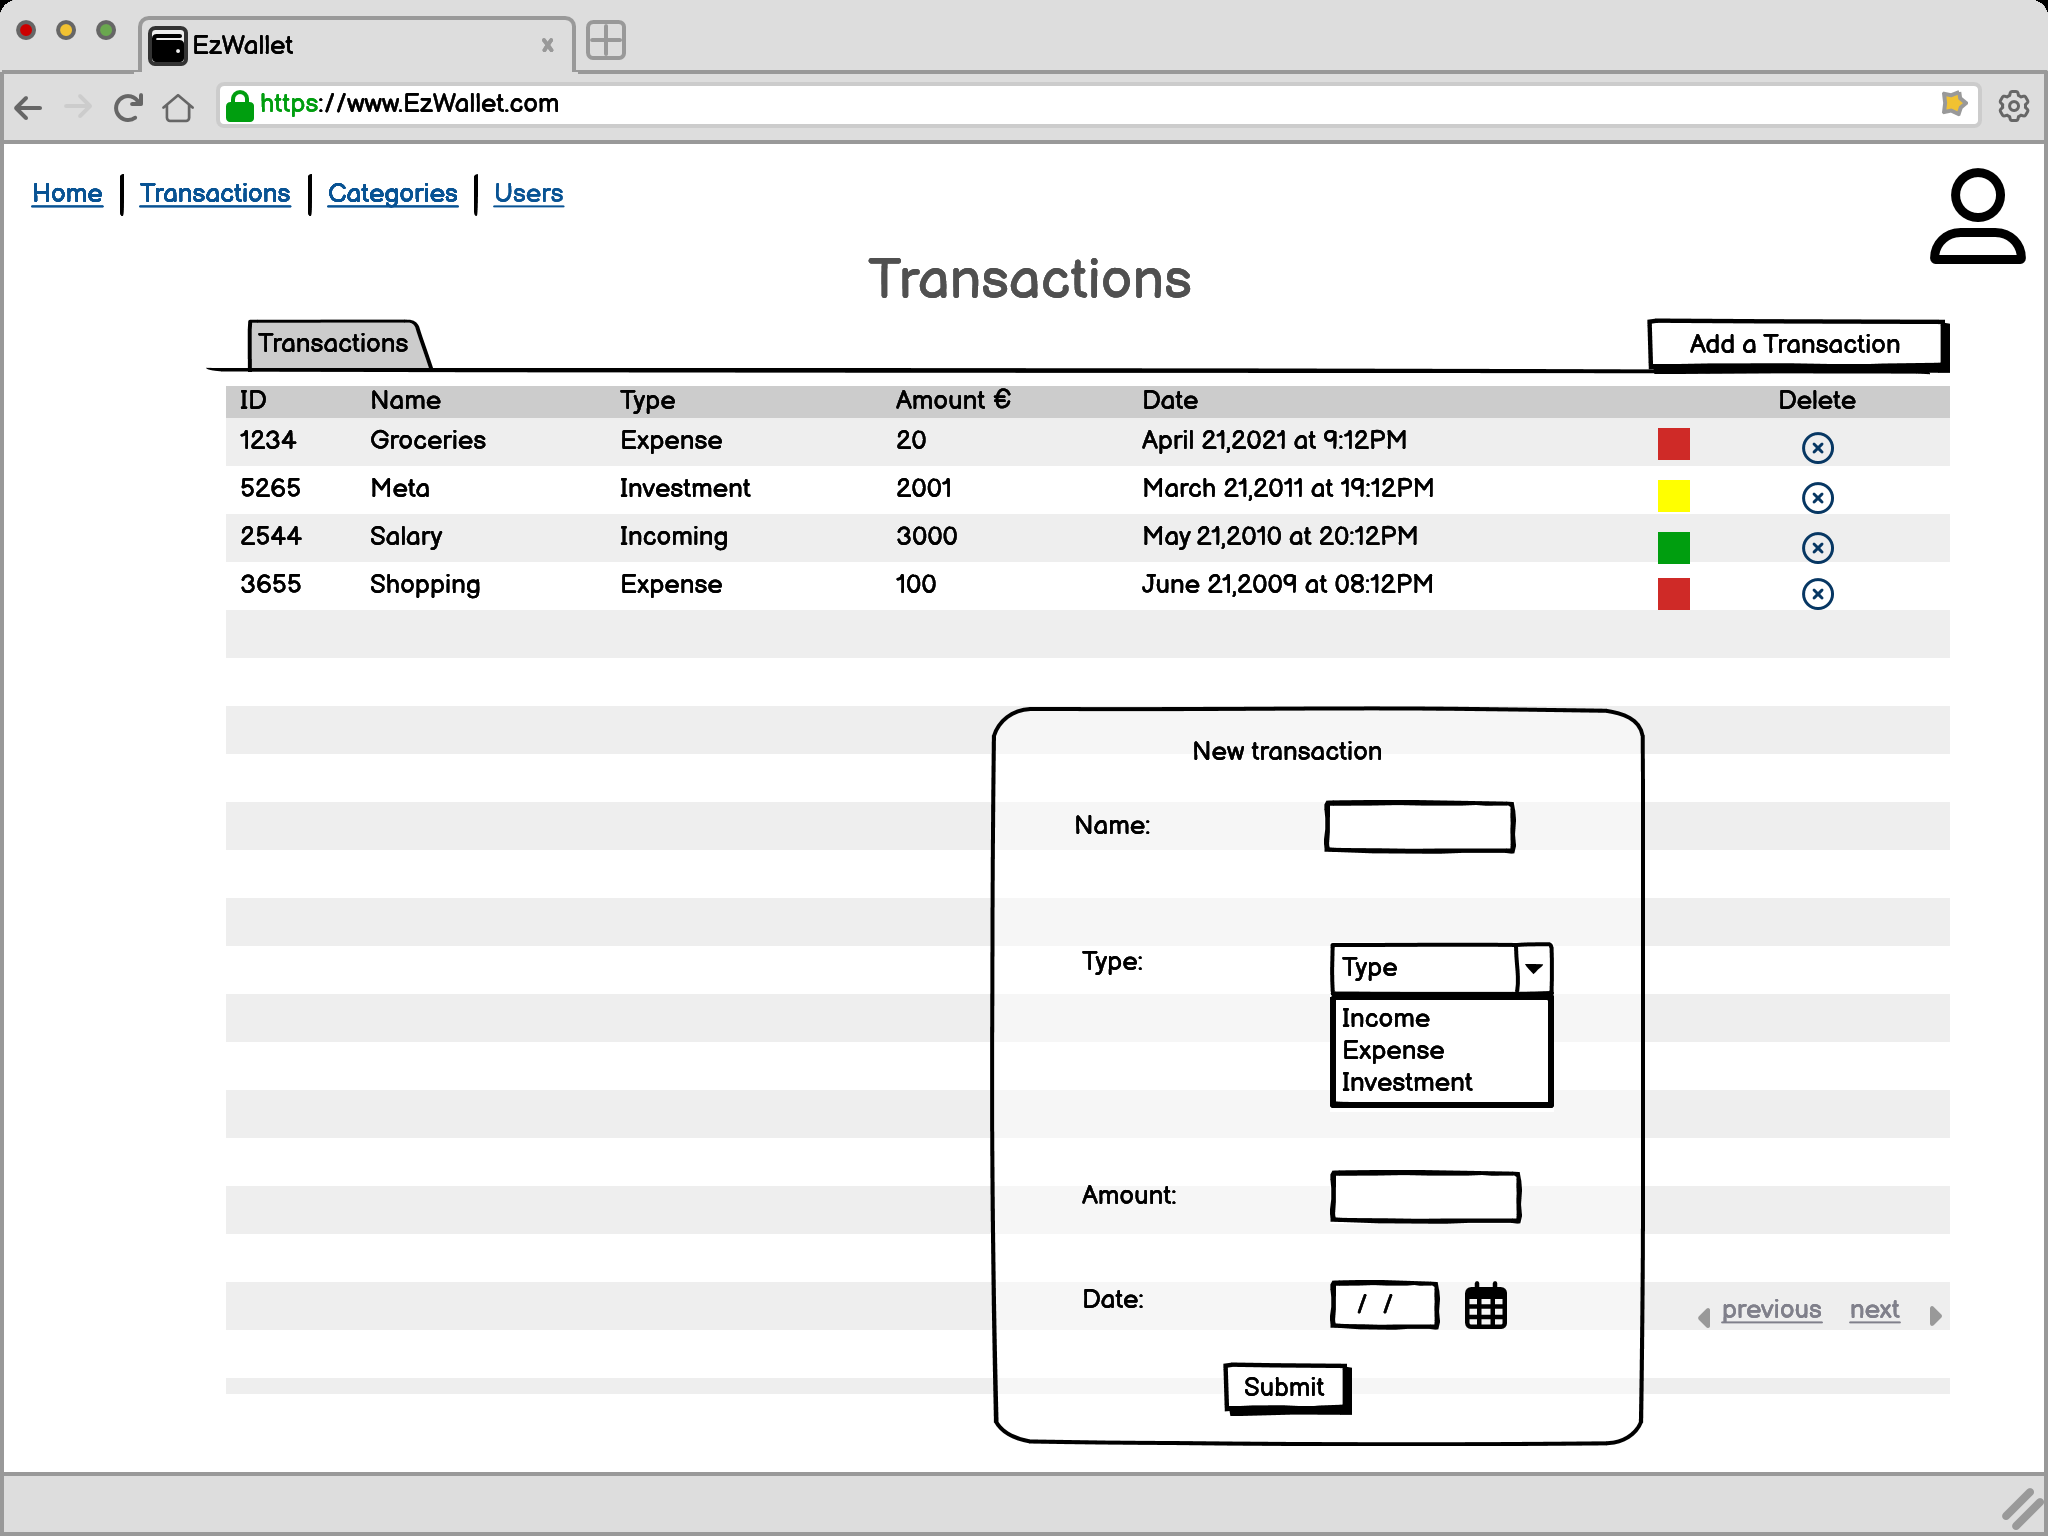 EzWallet
https://www.EzWallet.com
Home Transactions Categories Users
Transactions
Transactions Add a Transaction
ID Name Type Amount € Date Delete
1234 Groceries Expense 20 April 21,2021 at 9:12PM
5265 Meta Investment 2001 March 21,2011 at 19:12PM
2544 Salary Incoming 3000 May 21,2010 at 20:12PM
3655 Shopping Expense 100 June 21,2009 at 08:12PM
New transaction
Name:
Type: Type
Income
Expense
Investment
Amount:
Date: / /
previous next
Submit